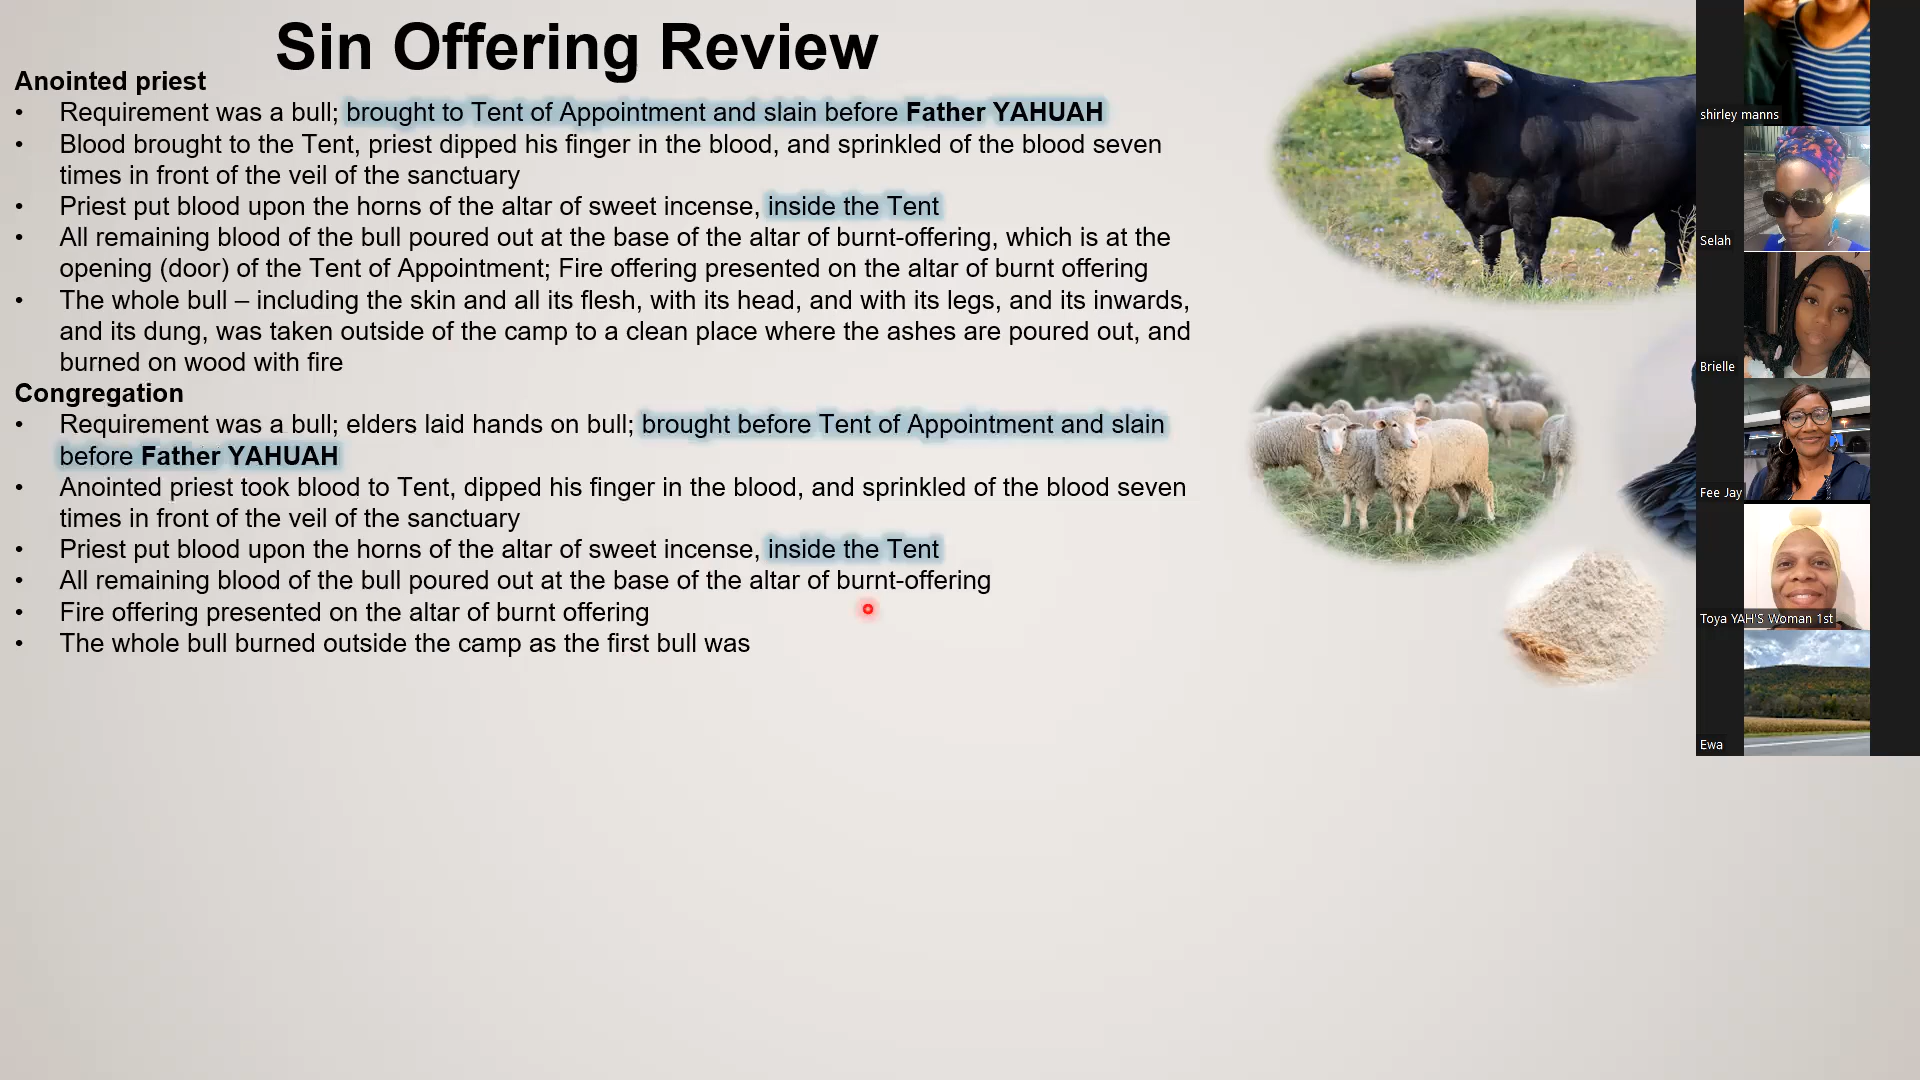 Sin Offering Review
Anointed priest
• Requirement was a bull; brought to Tent of Appointment and slain before Father YAHUAH
• Blood brought to the Tent, priest dipped his finger in the blood, and sprinkled of the blood seven
times in front of the veil of the sanctuary
• Priest put blood upon the horns of the altar of sweet incense, inside the Tent
• All remaining blood of the bull poured out at the base of the altar of burnt-offering, which is at the
opening (door) of the Tent of Appointment; Fire offering presented on the altar of burnt offering
• The whole bull – including the skin and all its flesh, with its head, and with its legs, and its inwards,
and its dung, was taken outside of the camp to a clean place where the ashes are poured out, and
burned on wood with fire
Congregation
• Requirement was a bull; elders laid hands on bull; brought before Tent of Appointment and slain
before Father YAHUAH
• Anointed priest took blood to Tent, dipped his finger in the blood, and sprinkled of the blood seven
times in front of the veil of the sanctuary
• Priest put blood upon the horns of the altar of sweet incense, inside the Tent
• All remaining blood of the bull poured out at the base of the altar of burnt-offering
• Fire offering presented on the altar of burnt offering
• The whole bull burned outside the camp as the first bull was
shirley manns
Selah
Brielle
Fee Jay
Toya YAH'S Woman 1st
Ewa